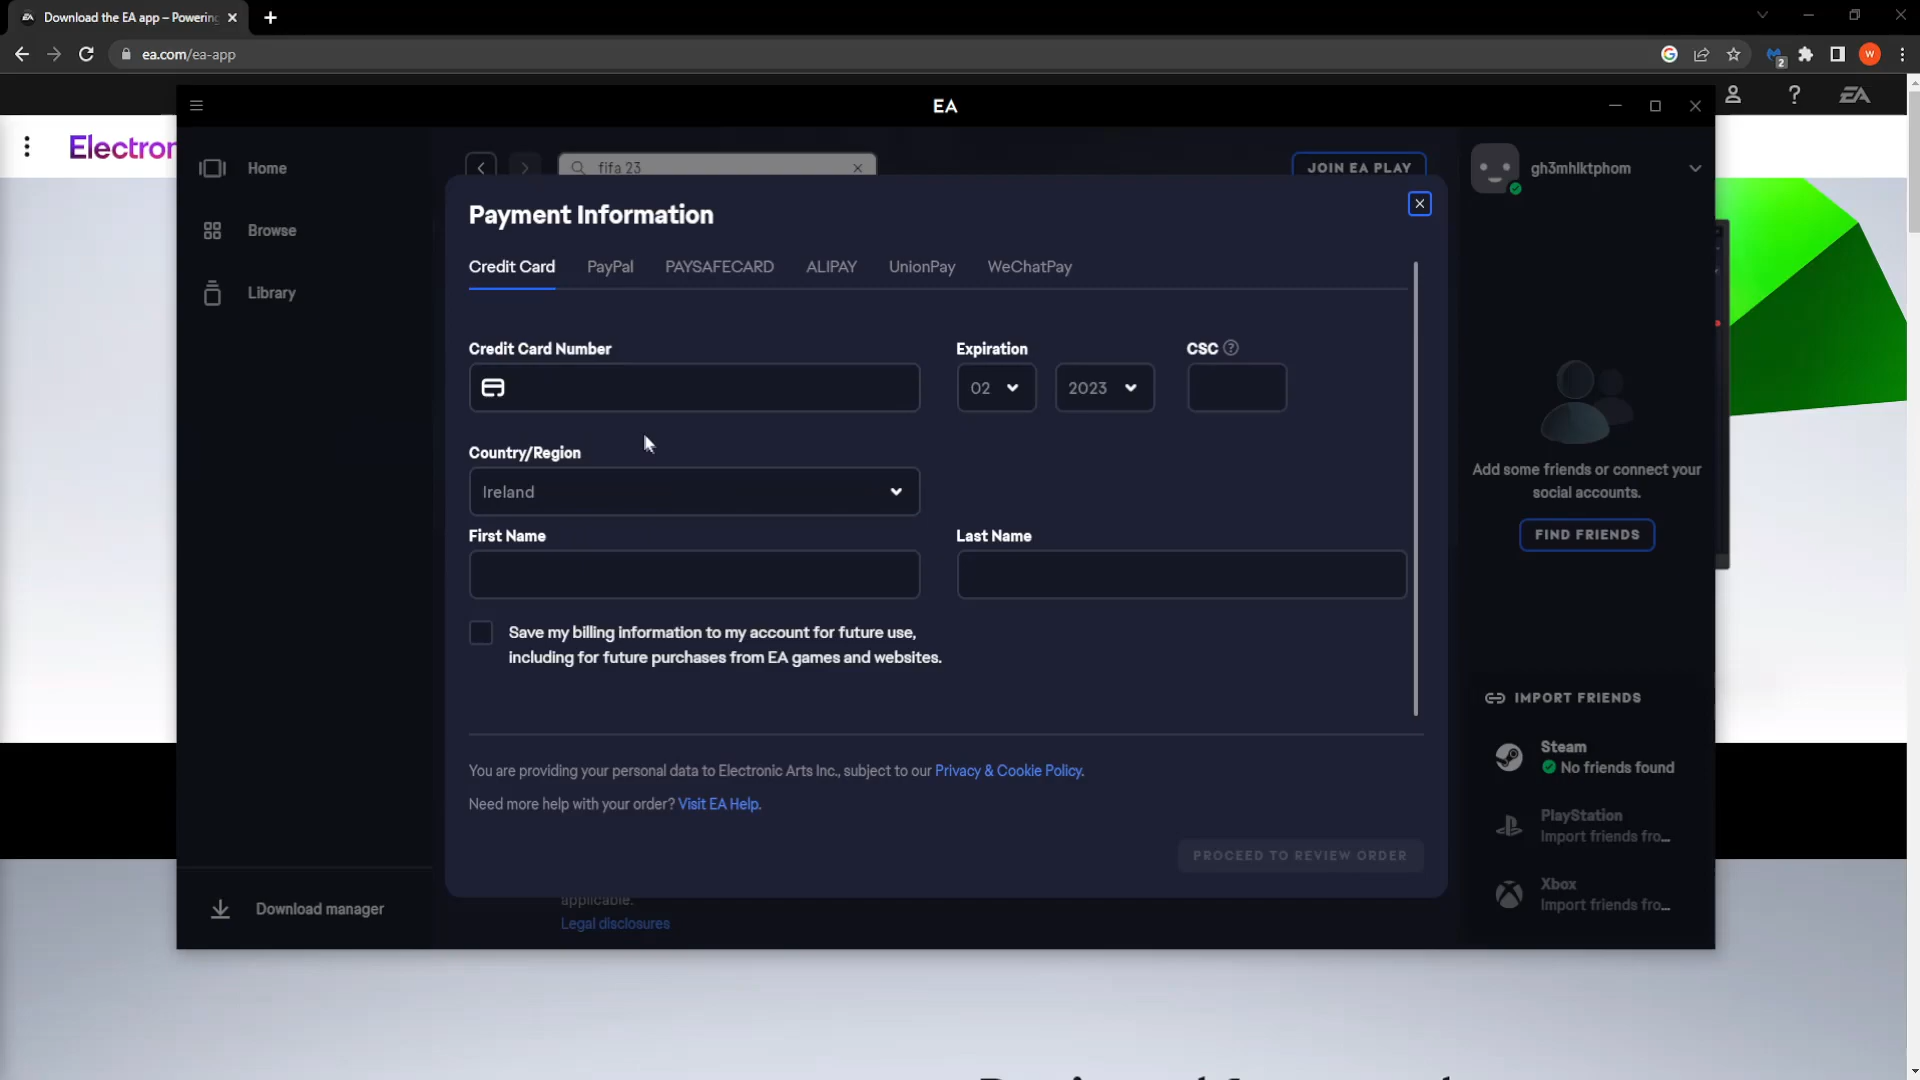 Download the EA app – Powering
ea.com/ea-app
2
W
EA
EA
Electron
Home
Browse
Library
Download manager
fifa 23
JOIN EA PLAY
gh3mhlktphom
Payment Information
Credit Card
PayPal
PAYSAFECARD
ALIPAY
UnionPay
WeChatPay
Credit Card Number
Expiration
CSC ?
02
2023
Country/Region
Ireland
First Name
Last Name
Save my billing information to my account for future use,
including for future purchases from EA games and websites.
You are providing your personal data to Electronic Arts Inc., subject to our Privacy & Cookie Policy.
Need more help with your order? Visit EA Help.
PROCEED TO REVIEW ORDER
applicable.
Legal disclosures
Add some friends or connect your
social accounts.
FIND FRIENDS
IMPORT FRIENDS
Steam
No friends found
PlayStation
Import friends fro...
Xbox
Import friends fro...